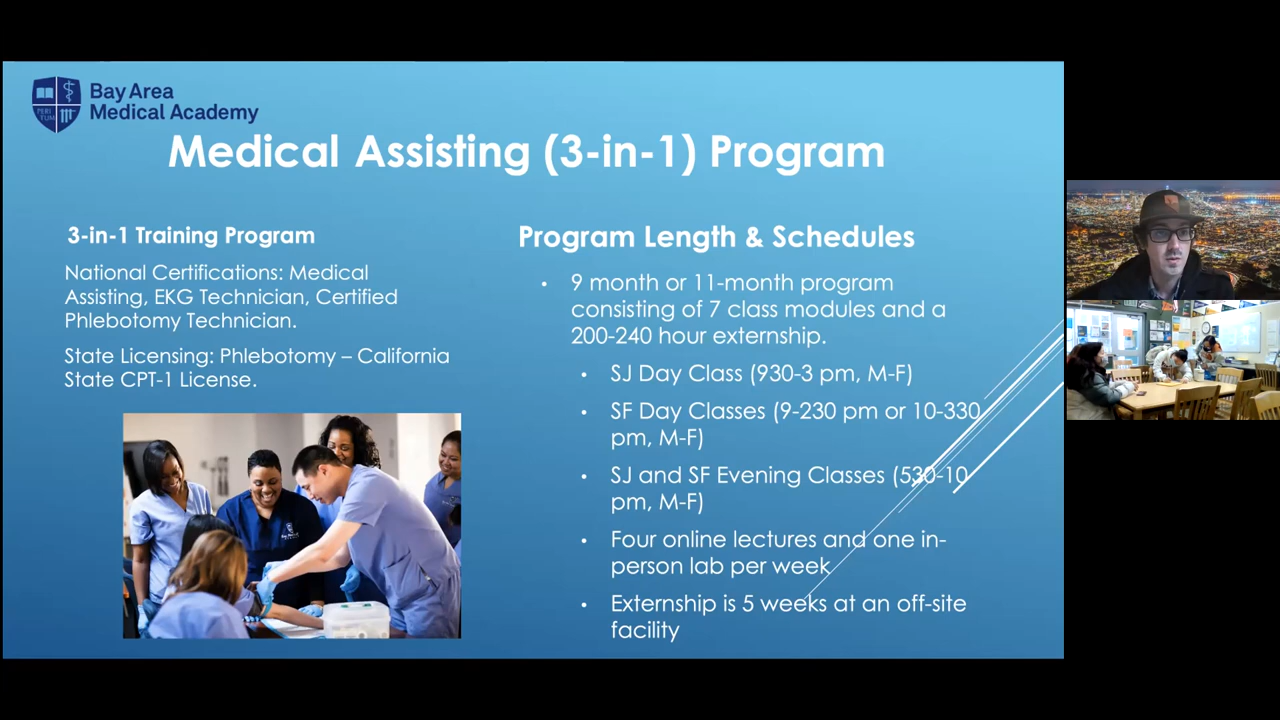 Bay Area
Medical Academy
PERI
TUM
Medical Assisting (3-in-1) Program
3-in-1 Training Program
National Certifications: Medical
Assisting, EKG Technician, Certified
Phlebotomy Technician.
State Licensing: Phlebotomy – California
State CPT-1 License.
Program Length & Schedules
• 9 month or 11-month program
consisting of 7 class modules and a
200-240 hour externship.
• SJ Day Class (930-3 pm, M-F)
• SF Day Classes (9-230 pm or 10-330
pm, M-F)
• SJ and SF Evening Classes (530-10
pm, M-F)
• Four online lectures and one in-
person lab per week
• Externship is 5 weeks at an off-site
facility